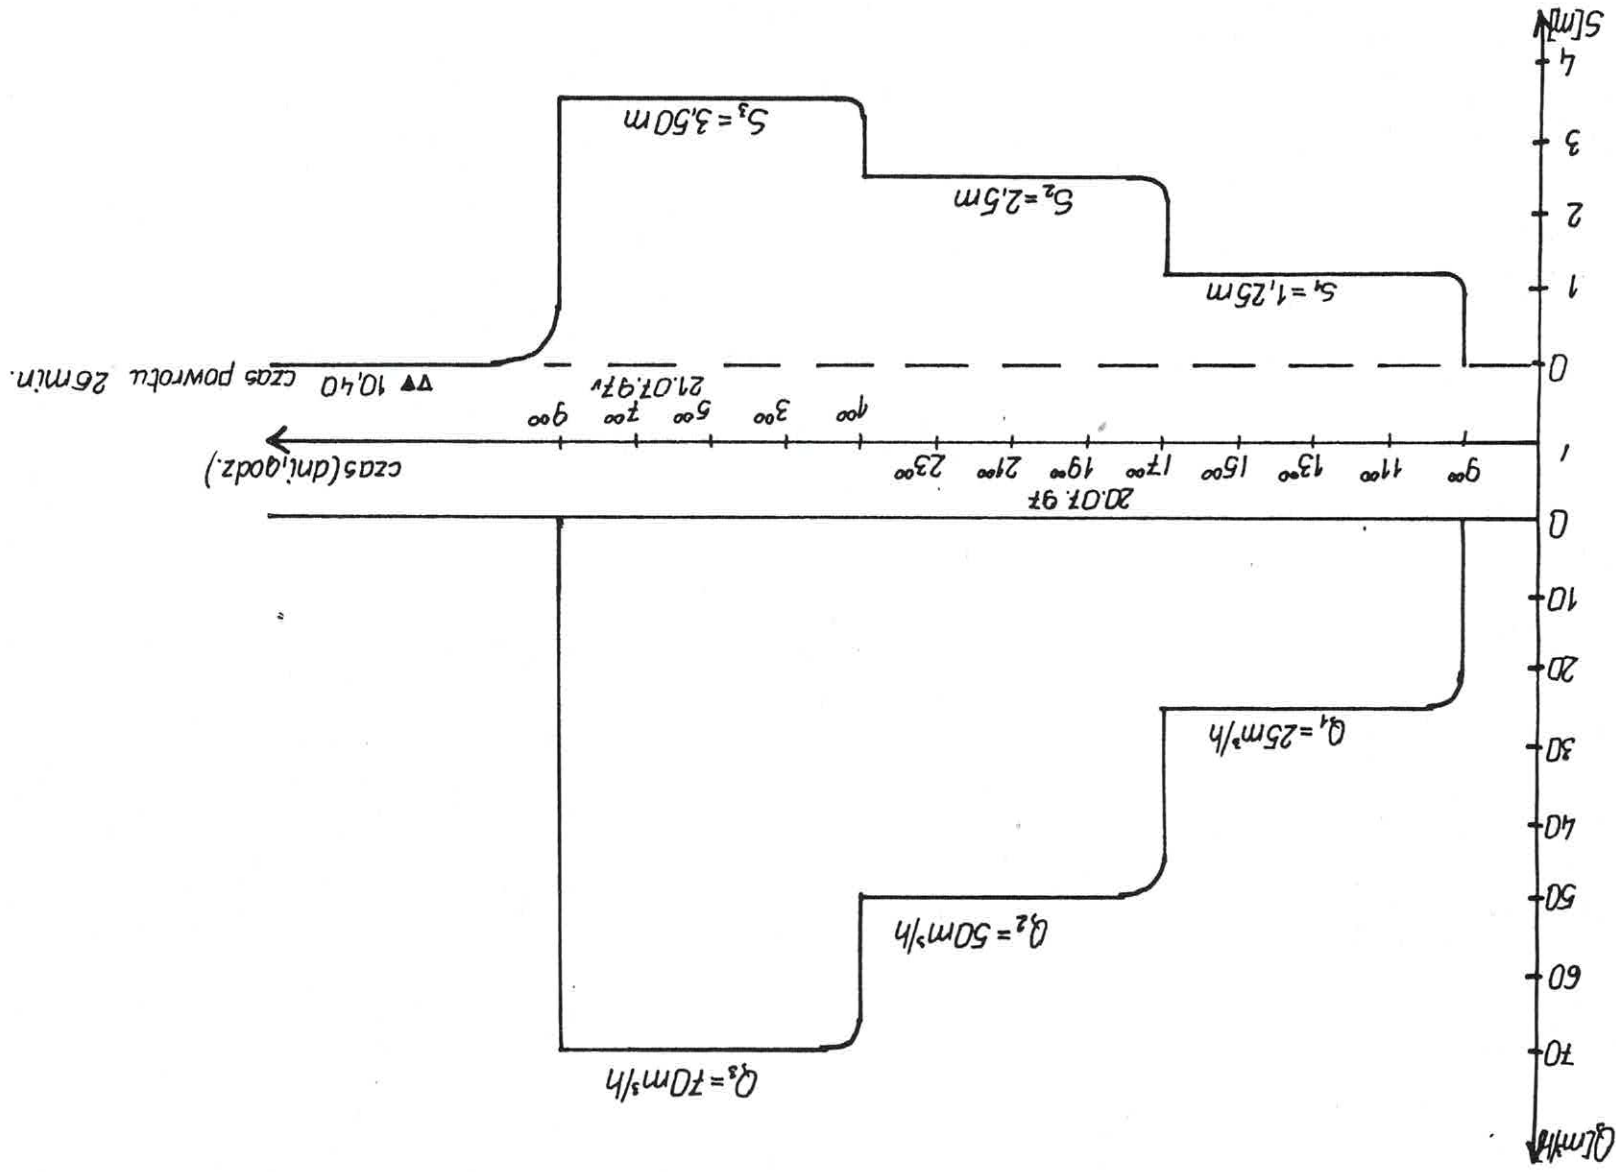 Q[m³/h]
Q₃=70m³/h
70
60
Q₂=50m³/h
50
40
Q₁=25m³/h
30
20
10
0
20.07.97
czas (dni, godz.)
9⁰⁰ 11⁰⁰ 13⁰⁰ 15⁰⁰ 17⁰⁰ 19⁰⁰ 21⁰⁰ 23⁰⁰
1⁰⁰ 3⁰⁰ 5⁰⁰ 7⁰⁰ 9⁰⁰
21.07.97r
10,40 czas powrotu 26 min.
0
S₁=1,25m
1
S₂=2,5m
2
3
S₃=3,50m
4
S[m]